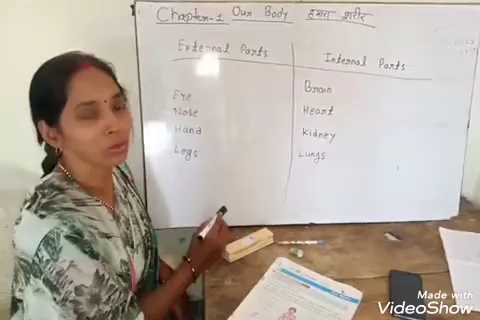 Chapter-1 Our Body हमारा शरीर
External Parts Internal Parts
Eye Brain
Nose Heart
Hand Kidney
Legs Lungs
Made with
VideoShow